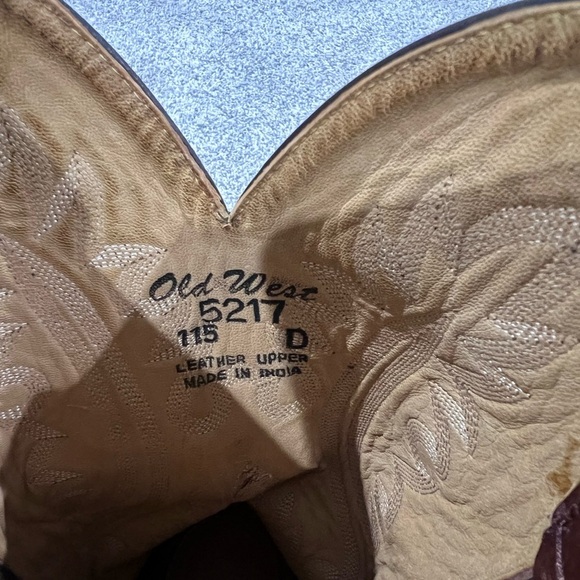 Old West
5217
115 D
LEATHER UPPER
MADE IN INDIA